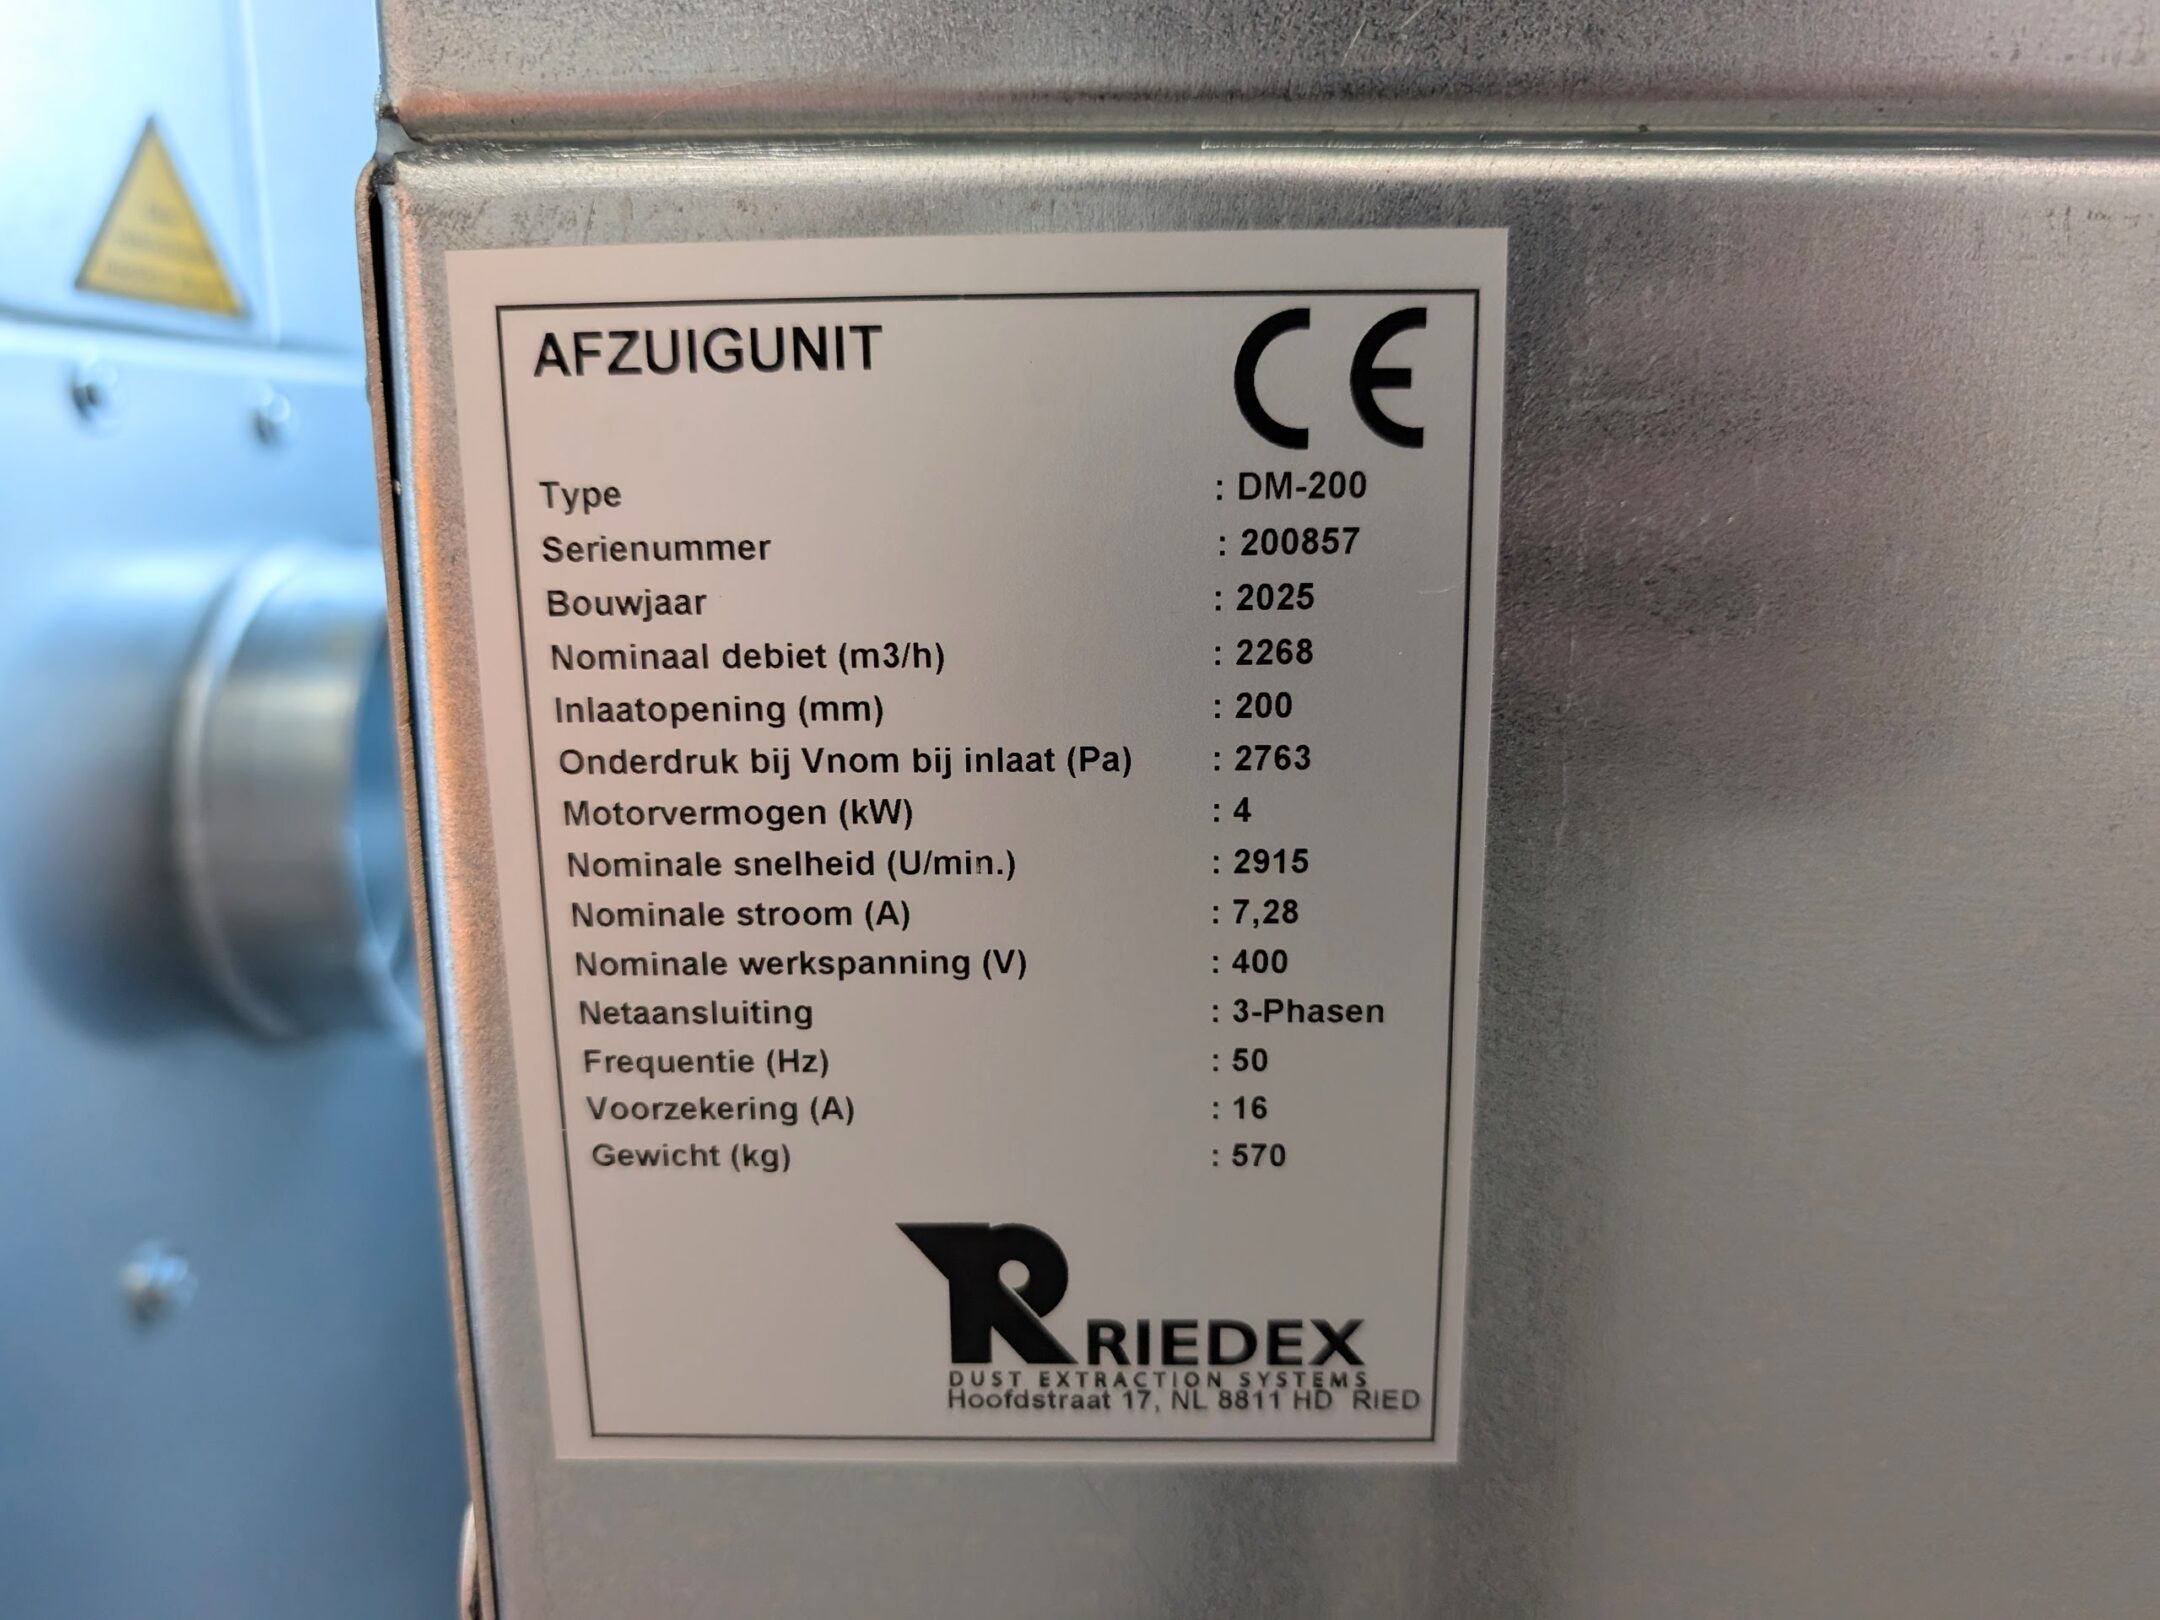 AFZUIGUNIT
CE
Type : DM-200
Serienummer : 200857
Bouwjaar : 2025
Nominaal debiet (m3/h) : 2268
Inlaatopening (mm) : 200
Onderdruk bij Vnom bij inlaat (Pa) : 2763
Motorvermogen (kW) : 4
Nominale snelheid (U/min.) : 2915
Nominale stroom (A) : 7,28
Nominale werkspanning (V) : 400
Netaansluiting : 3-Phasen
Frequentie (Hz) : 50
Voorzekering (A) : 16
Gewicht (kg) : 570
RIEDEX
DUST EXTRACTION SYSTEMS
Hoofdstraat 17, NL 8811 HD RIED